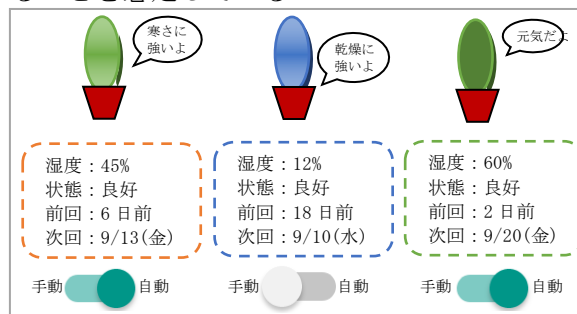 寒さに
強いよ
乾燥に
強いよ
元気だよ
湿度：45%
状態：良好
前回：6 日前
次回：9/13(金)
湿度：12%
状態：良好
前回：18 日前
次回：9/10(水)
湿度：60%
状態：良好
前回：2 日前
次回：9/20(金)
手動 自動
手動 自動
手動 自動